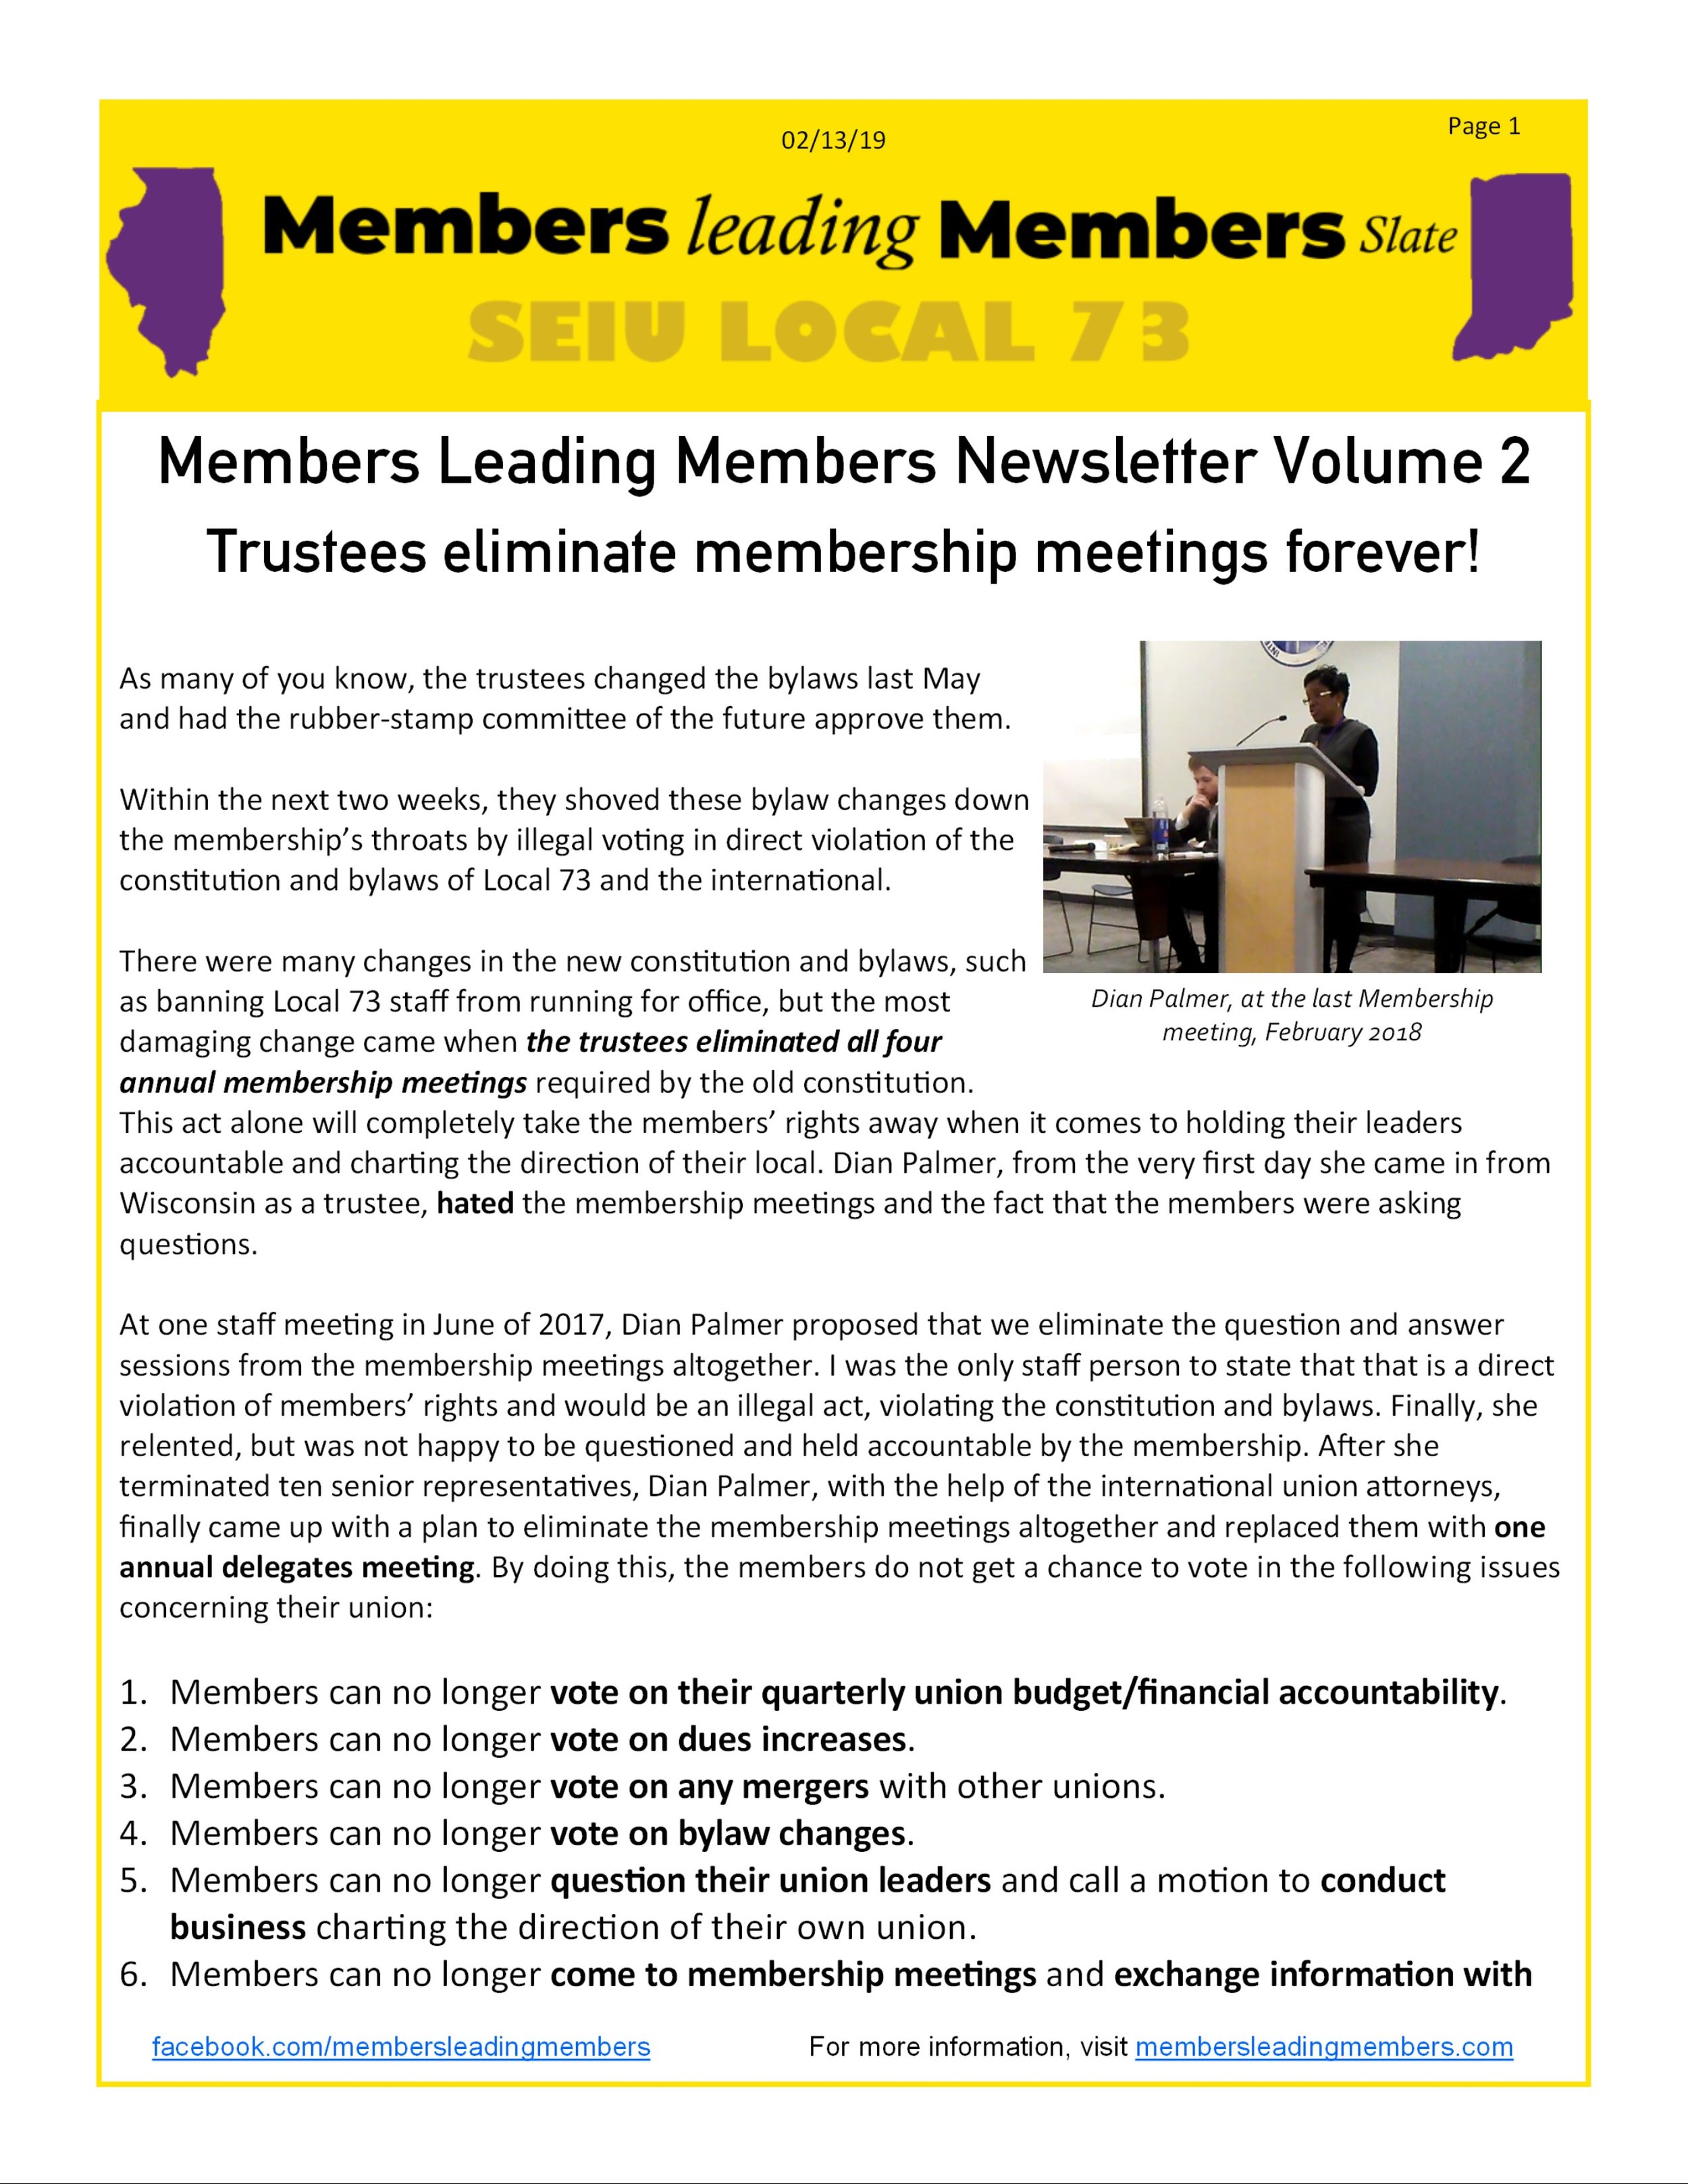 02/13/19
Page 1
Members leading Members Slate
SEIU LOCAL 73
Members Leading Members Newsletter Volume 2
Trustees eliminate membership meetings forever!
As many of you know, the trustees changed the bylaws last May
and had the rubber-stamp committee of the future approve them.
Within the next two weeks, they shoved these bylaw changes down
the membership’s throats by illegal voting in direct violation of the
constitution and bylaws of Local 73 and the international.
There were many changes in the new constitution and bylaws, such
as banning Local 73 staff from running for office, but the most
damaging change came when the trustees eliminated all four
annual membership meetings required by the old constitution.
Dian Palmer, at the last Membership
meeting, February 2018
This act alone will completely take the members’ rights away when it comes to holding their leaders
accountable and charting the direction of their local. Dian Palmer, from the very first day she came in from
Wisconsin as a trustee, hated the membership meetings and the fact that the members were asking
questions.
At one staff meeting in June of 2017, Dian Palmer proposed that we eliminate the question and answer
sessions from the membership meetings altogether. I was the only staff person to state that that is a direct
violation of members’ rights and would be an illegal act, violating the constitution and bylaws. Finally, she
relented, but was not happy to be questioned and held accountable by the membership. After she
terminated ten senior representatives, Dian Palmer, with the help of the international union attorneys,
finally came up with a plan to eliminate the membership meetings altogether and replaced them with one
annual delegates meeting. By doing this, the members do not get a chance to vote in the following issues
concerning their union:
1. Members can no longer vote on their quarterly union budget/financial accountability.
2. Members can no longer vote on dues increases.
3. Members can no longer vote on any mergers with other unions.
4. Members can no longer vote on bylaw changes.
5. Members can no longer question their union leaders and call a motion to conduct
business charting the direction of their own union.
6. Members can no longer come to membership meetings and exchange information with
facebook.com/membersleadingmembers
For more information, visit membersleadingmembers.com